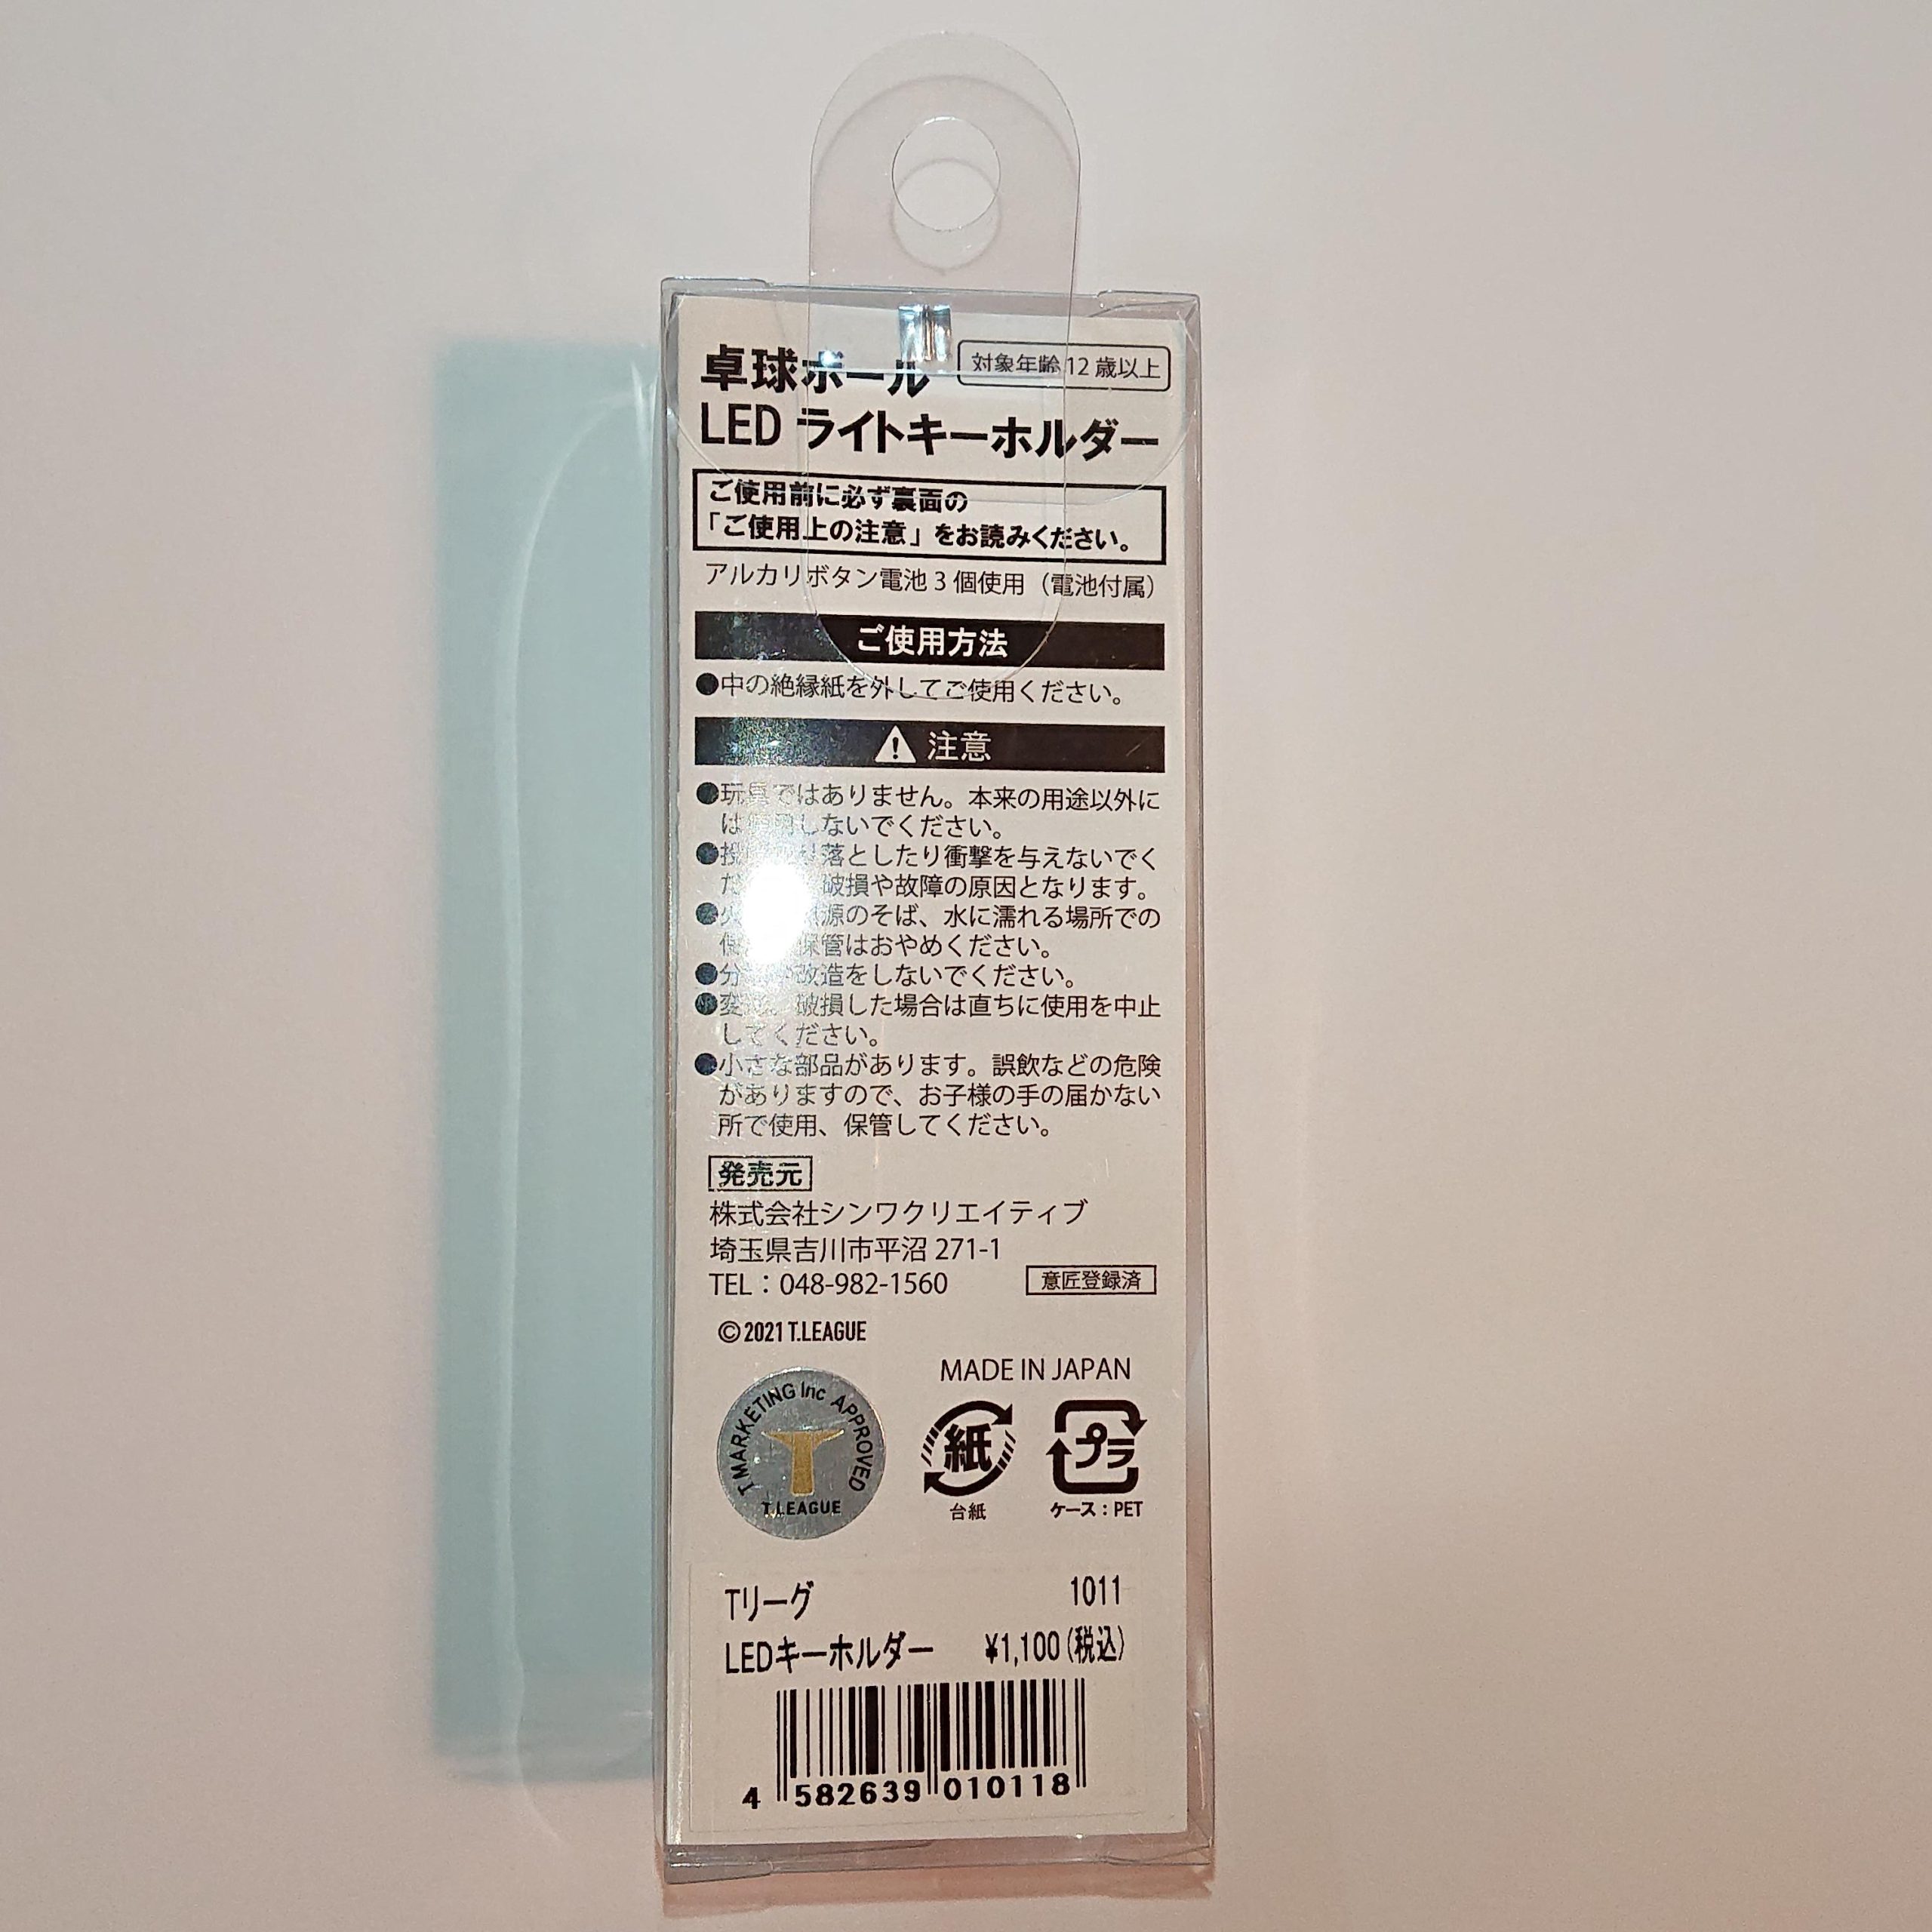 卓球ボール
対象年齢 12 歳以上
LED ライトキーホルダー
ご使用前に必ず裏面の
「ご使用上の注意」をお読みください。
アルカリボタン電池 3 個使用（電池付属）
ご使用方法
●中の絶縁紙を外してご使用ください。
注意
●玩具ではありません。本来の用途以外に
は使用しないでください。
落としたり衝撃を与えないでく
破損や故障の原因となります。
源のそば、水に濡れる場所での
保管はおやめください。
改造をしないでください。
破損した場合は直ちに使用を中止
してください。
●小さな部品があります。誤飲などの危険
がありますので、お子様の手の届かない
所で使用、保管してください。
発売元
株式会社シンワクリエイティブ
埼玉県吉川市平沼 271-1
TEL：048-982-1560
意匠登録済
©2021 T.LEAGUE
MADE IN JAPAN
T MARKETING Inc APPROVED
T.LEAGUE
紙
プラ
台紙
ケース：PET
Tリーグ 1011
LEDキーホルダー ¥1,100(税込)
4 582639 010118